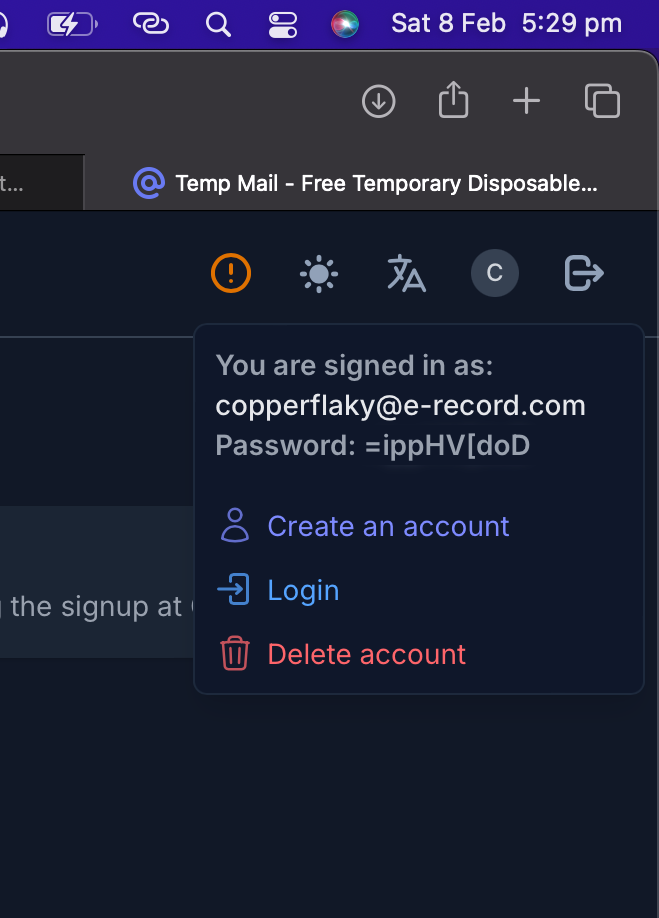 Sat 8 Feb 5:29 pm
t...
Temp Mail - Free Temporary Disposable...
C
You are signed in as:
copperflaky@e-record.com
Password: =ippHV[doD
Create an account
the signup at
Login
Delete account